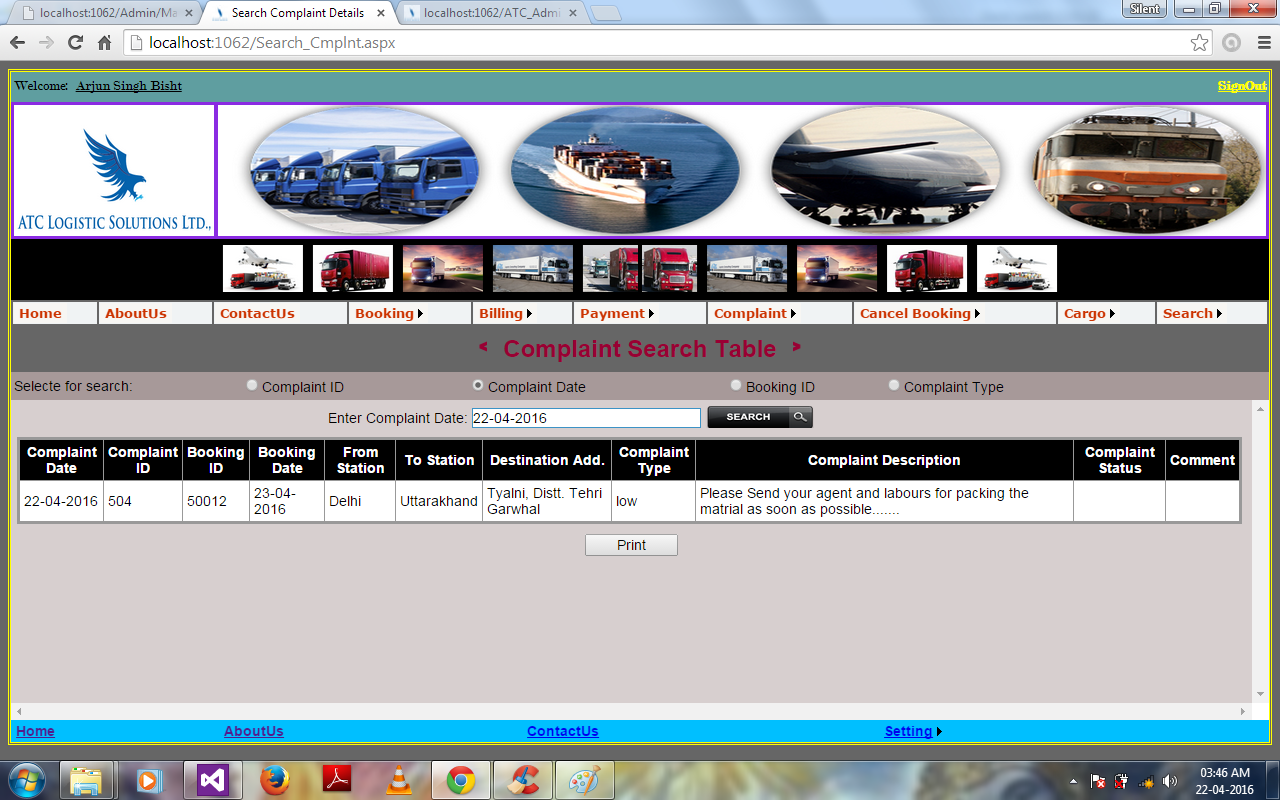 localhost:1062/Admin/Ma
Search Complaint Details
localhost:1062/ATC_Admi
Silent
localhost:1062/Search_Cmplnt.aspx
Welcome: Arjun Singh Bisht
SignOut
ATC LOGISTIC SOLUTIONS LTD.,
Home AboutUs ContactUs Booking Billing Payment Complaint Cancel Booking Cargo Search
< Complaint Search Table >
Selecte for search: Complaint ID Complaint Date Booking ID Complaint Type
Enter Complaint Date: 22-04-2016 SEARCH
Complaint Date Complaint ID Booking ID Booking Date From Station To Station Destination Add. Complaint Type Complaint Description Complaint Status Comment
22-04-2016 504 50012 23-04-2016 Delhi Uttarakhand Tyalni, Distt. Tehri Garwhal low Please Send your agent and labours for packing the matrial as soon as possible.......
Print
Home AboutUs ContactUs Setting
03:46 AM
22-04-2016